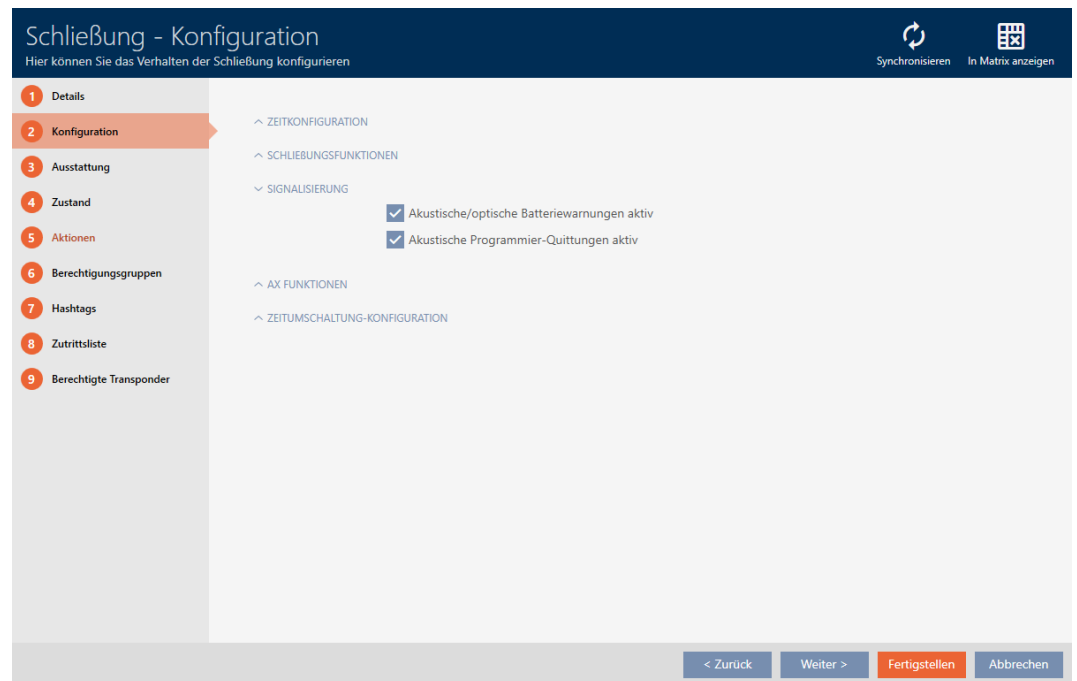 Schließung - Konfiguration
Hier können Sie das Verhalten der Schließung konfigurieren
Synchronisieren
In Matrix anzeigen
1 Details
2 Konfiguration
3 Ausstattung
4 Zustand
5 Aktionen
6 Berechtigungsgruppen
7 Hashtags
8 Zutrittsliste
9 Berechtigte Transponder
ZEITKONFIGURATION
SCHLIEßUNGSFUNKTIONEN
SIGNALISIERUNG
Akustische/optische Batteriewarnungen aktiv
Akustische Programmier-Quittungen aktiv
AX FUNKTIONEN
ZEITUMSCHALTUNG-KONFIGURATION
< Zurück
Weiter >
Fertigstellen
Abbrechen